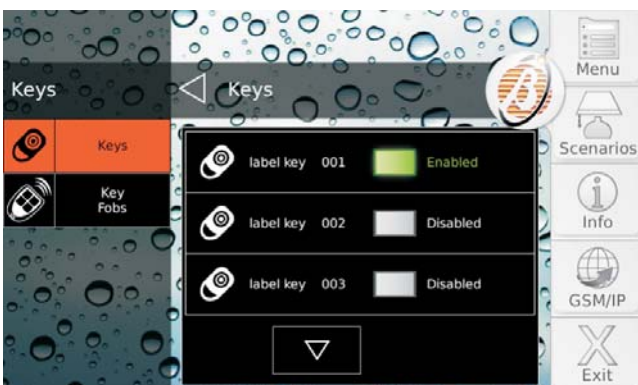 Keys
Keys
Menu
Keys
Key
Fobs
label key 001 Enabled
label key 002 Disabled
label key 003 Disabled
Scenarios
Info
GSM/IP
Exit